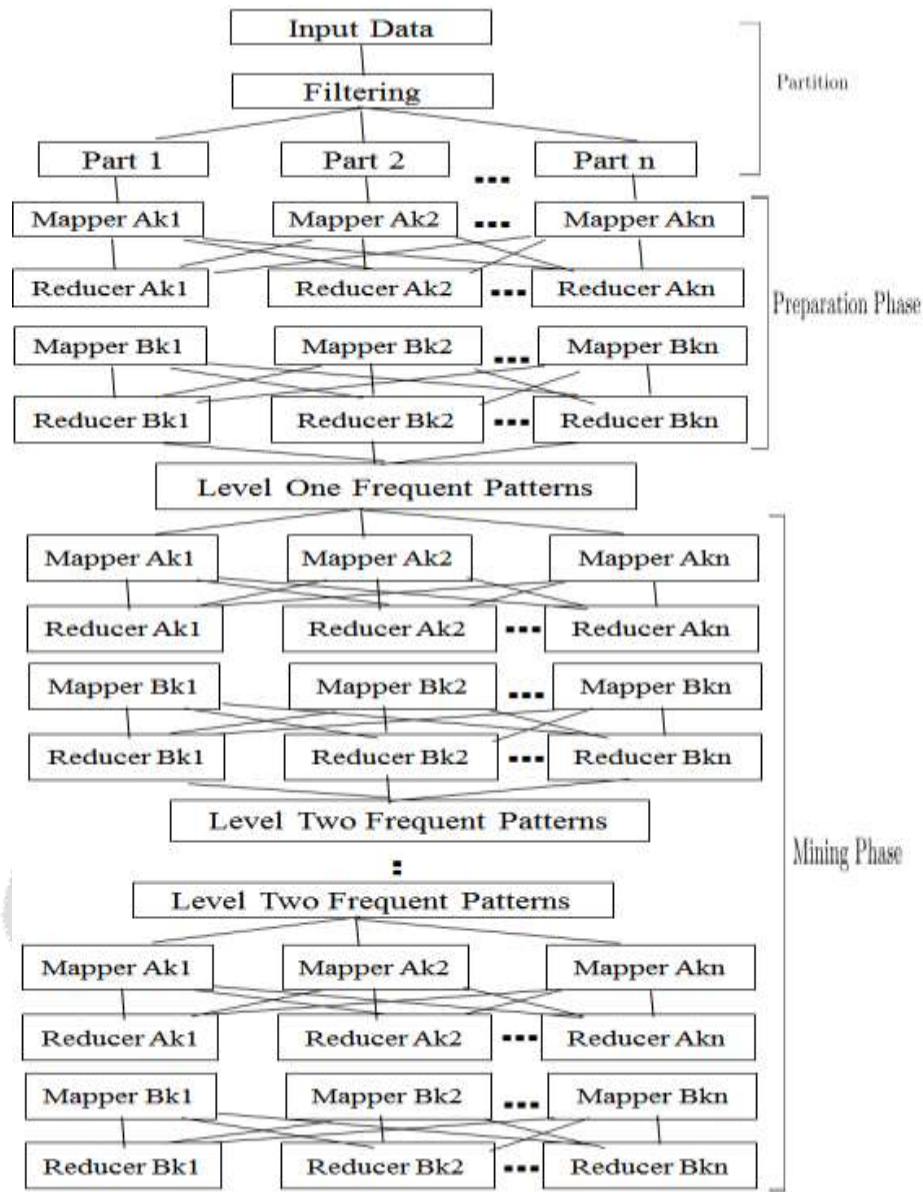 Input Data
Filtering
Partition
Part 1 Part 2 ... Part n
Mapper Ak1 Mapper Ak2 ... Mapper Akn
Reducer Ak1 Reducer Ak2 ... Reducer Akn
Preparation Phase
Mapper Bk1 Mapper Bk2 ... Mapper Bkn
Reducer Bk1 Reducer Bk2 ... Reducer Bkn
Level One Frequent Patterns
Mapper Ak1 Mapper Ak2 Mapper Akn
Reducer Ak1 Reducer Ak2 ... Reducer Akn
Mapper Bk1 Mapper Bk2 ... Mapper Bkn
Reducer Bk1 Reducer Bk2 ... Reducer Bkn
Level Two Frequent Patterns
Mining Phase
:
Level Two Frequent Patterns
Mapper Ak1 Mapper Ak2 Mapper Akn
Reducer Ak1 Reducer Ak2 ... Reducer Akn
Mapper Bk1 Mapper Bk2 ... Mapper Bkn
Reducer Bk1 Reducer Bk2 ... Reducer Bkn